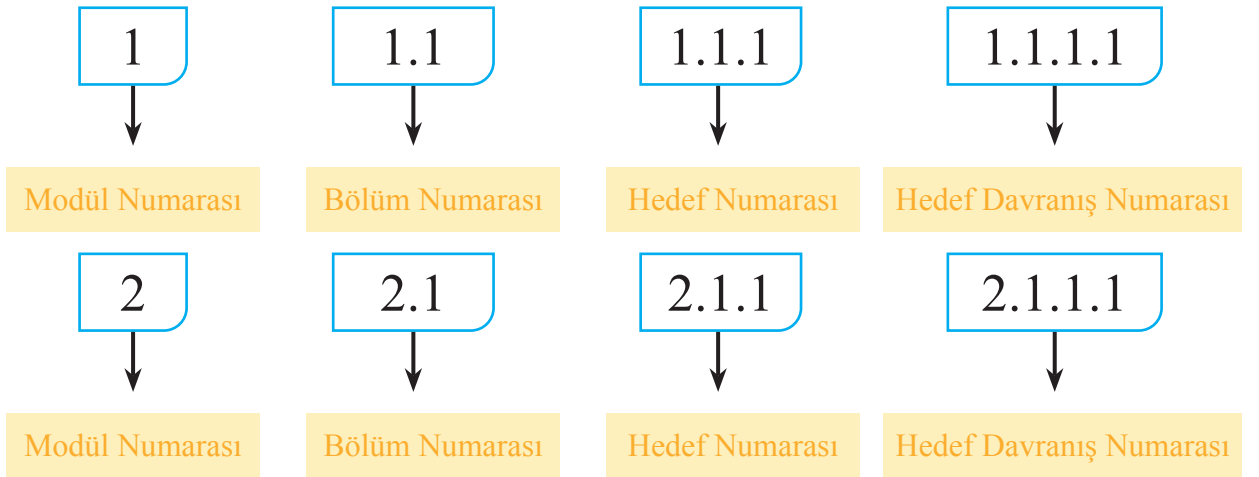 1 1.1 1.1.1 1.1.1.1
Modül Numarası Bölüm Numarası Hedef Numarası Hedef Davranış Numarası
2 2.1 2.1.1 2.1.1.1
Modül Numarası Bölüm Numarası Hedef Numarası Hedef Davranış Numarası